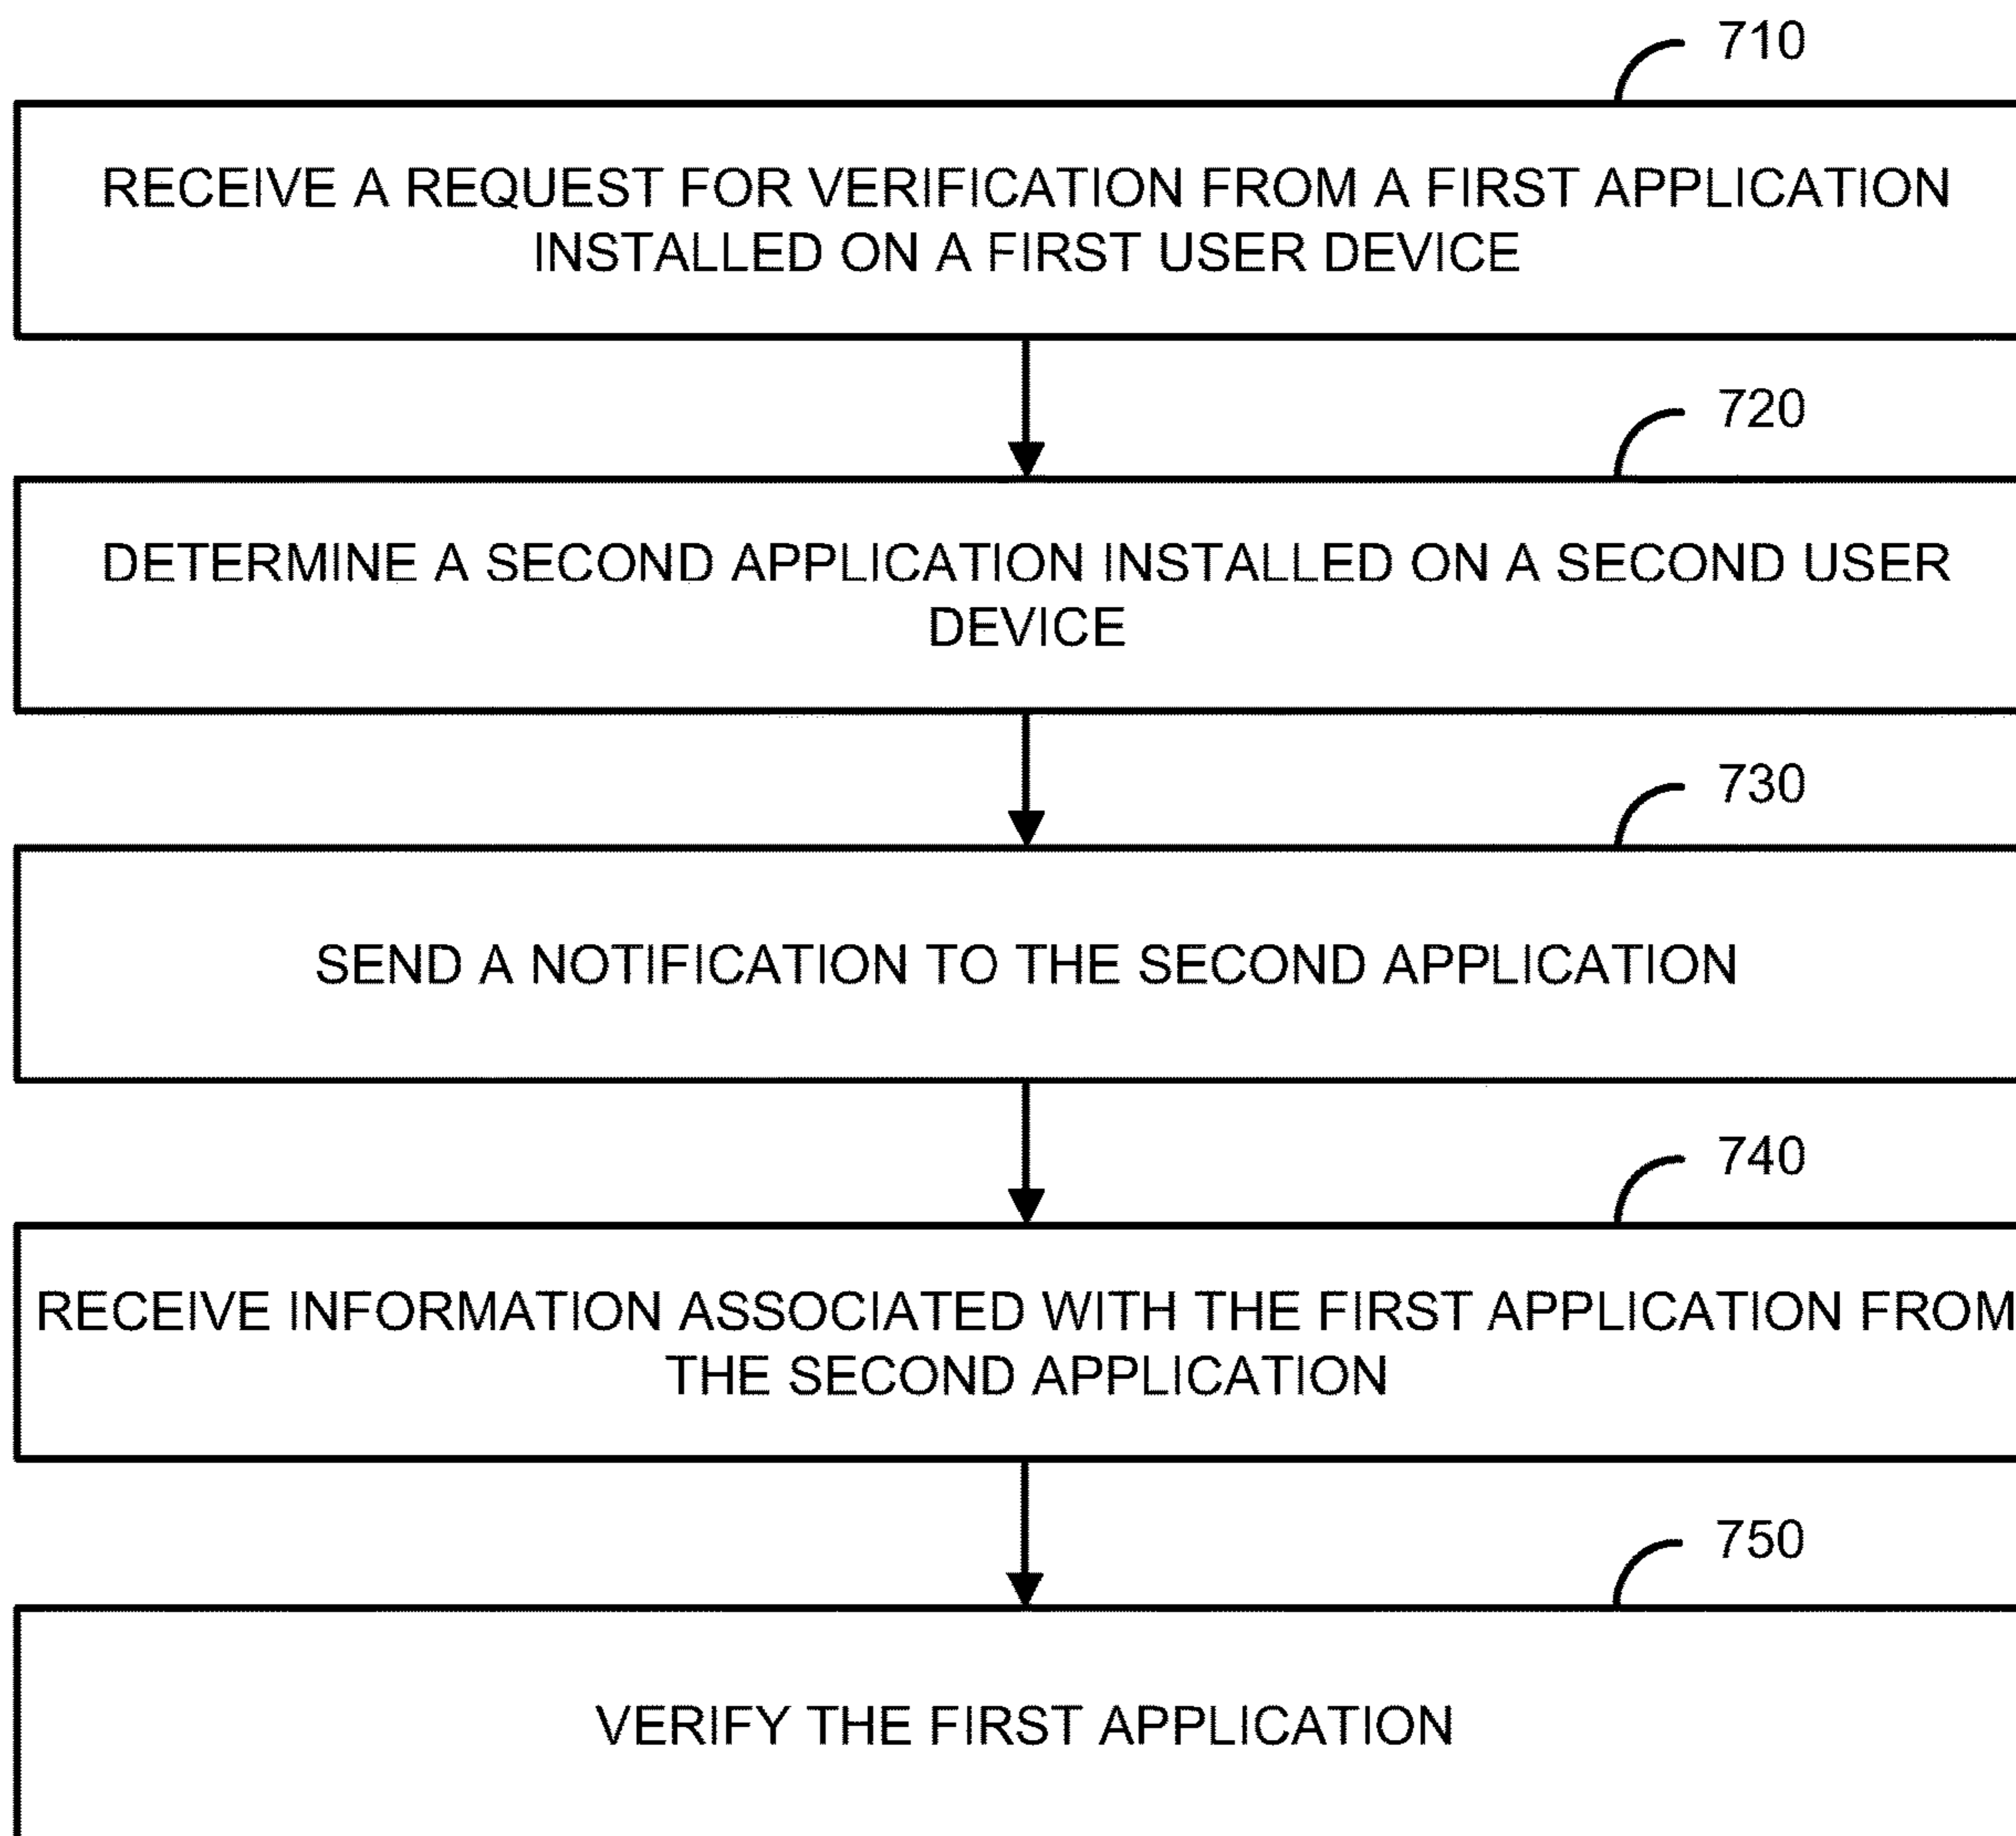 710
RECEIVE A REQUEST FOR VERIFICATION FROM A FIRST APPLICATION
INSTALLED ON A FIRST USER DEVICE
720
DETERMINE A SECOND APPLICATION INSTALLED ON A SECOND USER
DEVICE
730
SEND A NOTIFICATION TO THE SECOND APPLICATION
740
RECEIVE INFORMATION ASSOCIATED WITH THE FIRST APPLICATION FROM
THE SECOND APPLICATION
750
VERIFY THE FIRST APPLICATION